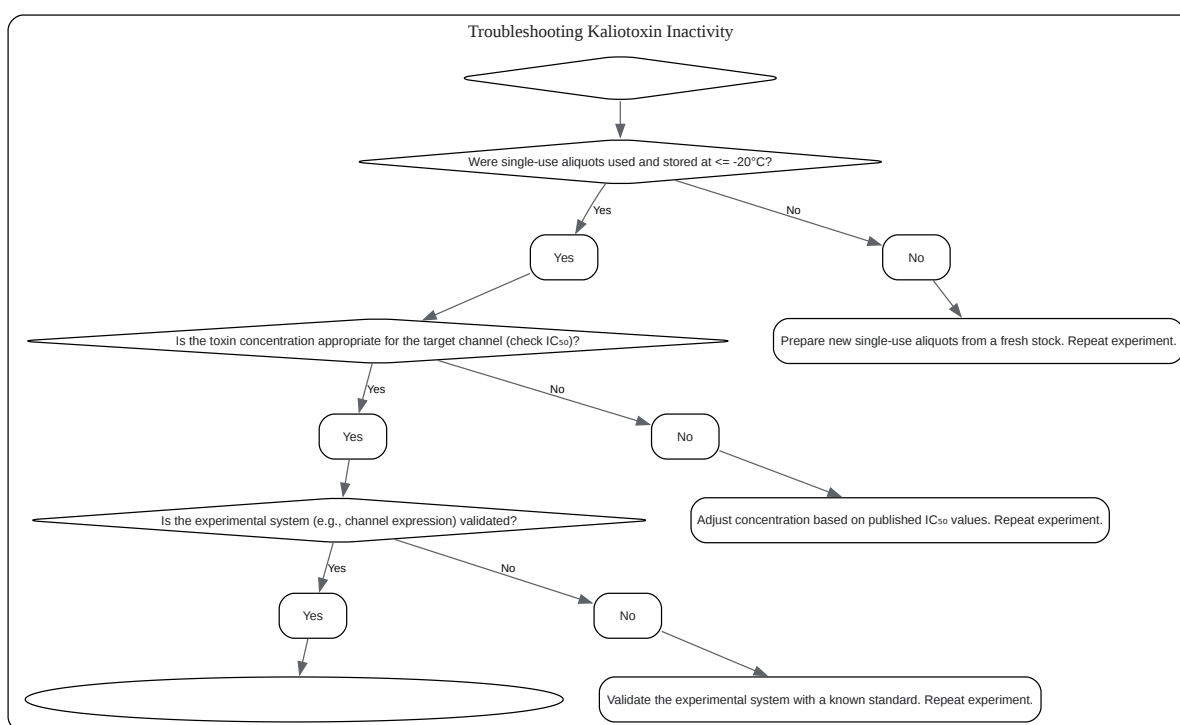 Troubleshooting Kaliotoxin Inactivity
Were single-use aliquots used and stored at <= -20°C?
Yes
No
Yes
No
Is the toxin concentration appropriate for the target channel (check IC₅₀)?
Prepare new single-use aliquots from a fresh stock. Repeat experiment.
Yes
No
Yes
No
Is the experimental system (e.g., channel expression) validated?
Adjust concentration based on published IC₅₀ values. Repeat experiment.
Yes
No
Yes
No
Validate the experimental system with a known standard. Repeat experiment.